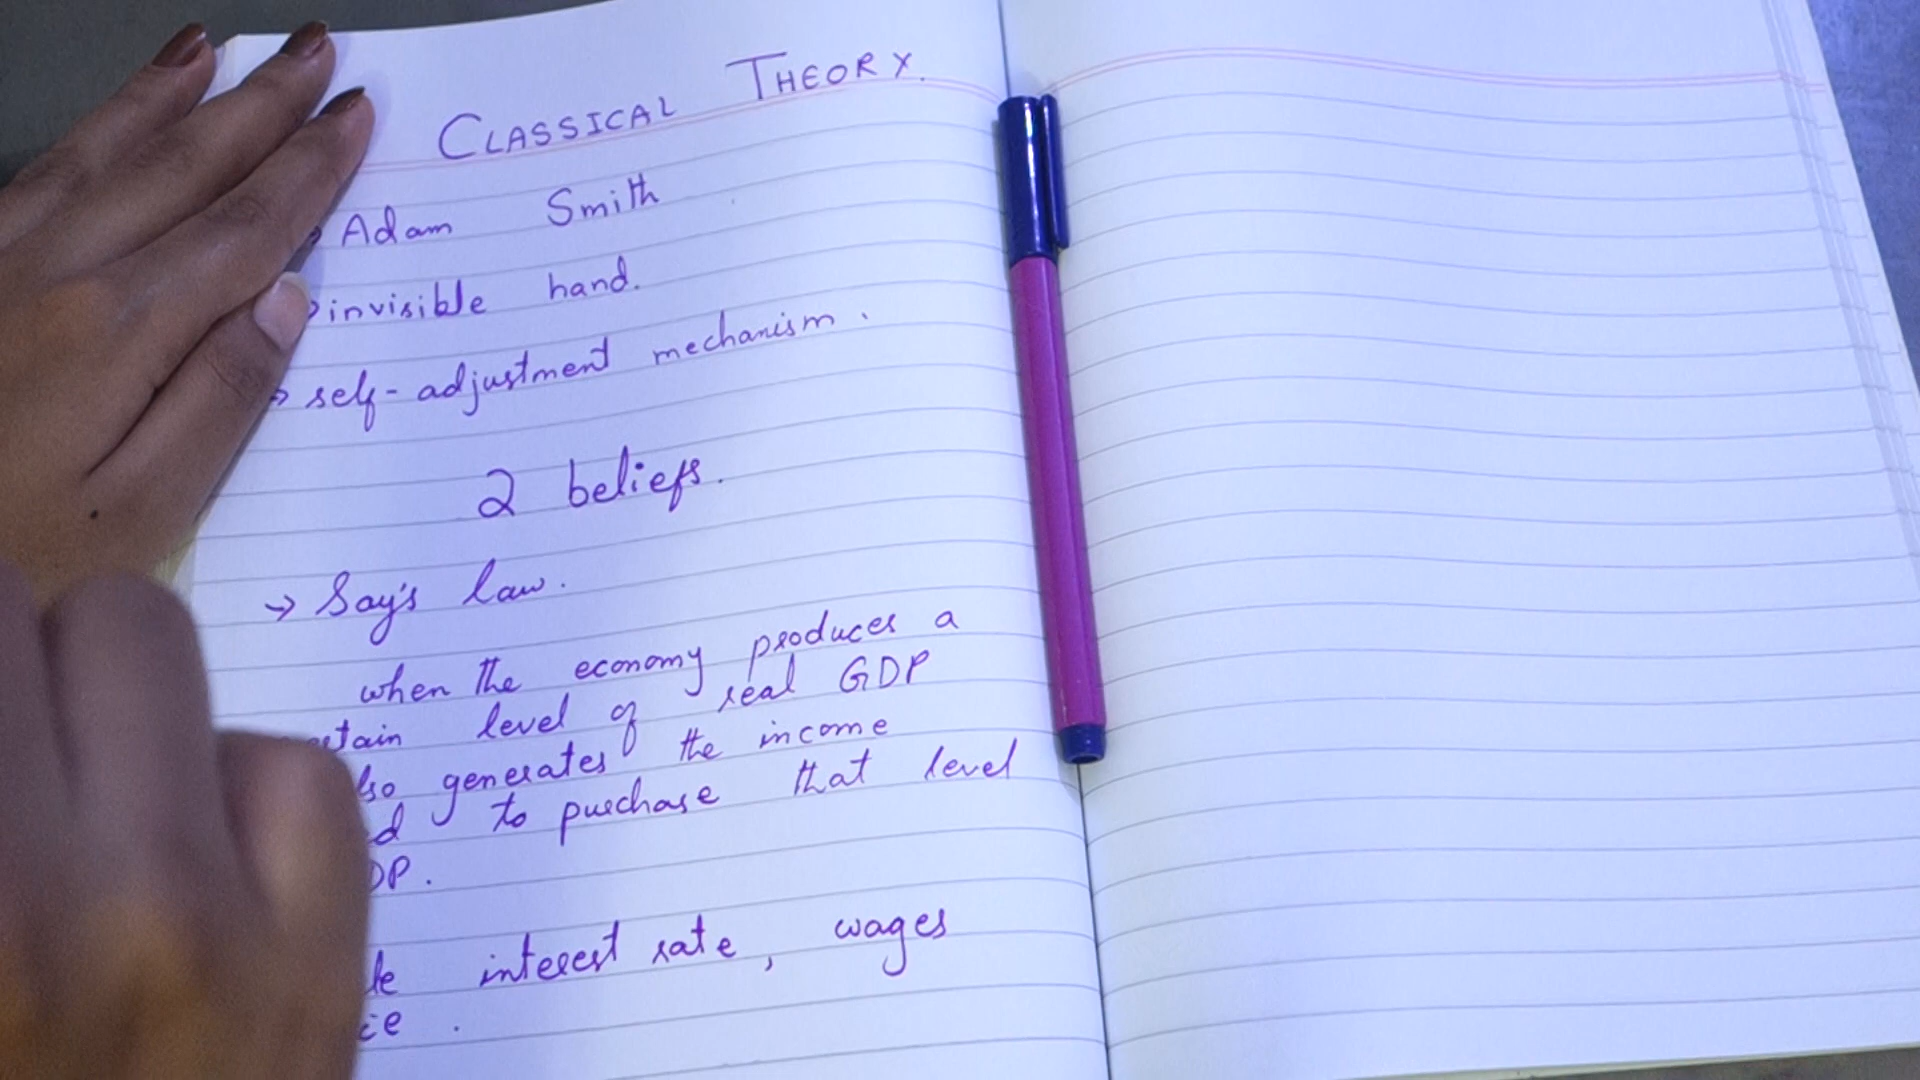 CLASSICAL THEORY.
→ Adam Smith
→ invisible hand.
→ self-adjustment mechanism.
2 beliefs.
→ Say's law.
when the economy produces a
level of real GDP
generates the income
to purchase that level
interest rate, wages